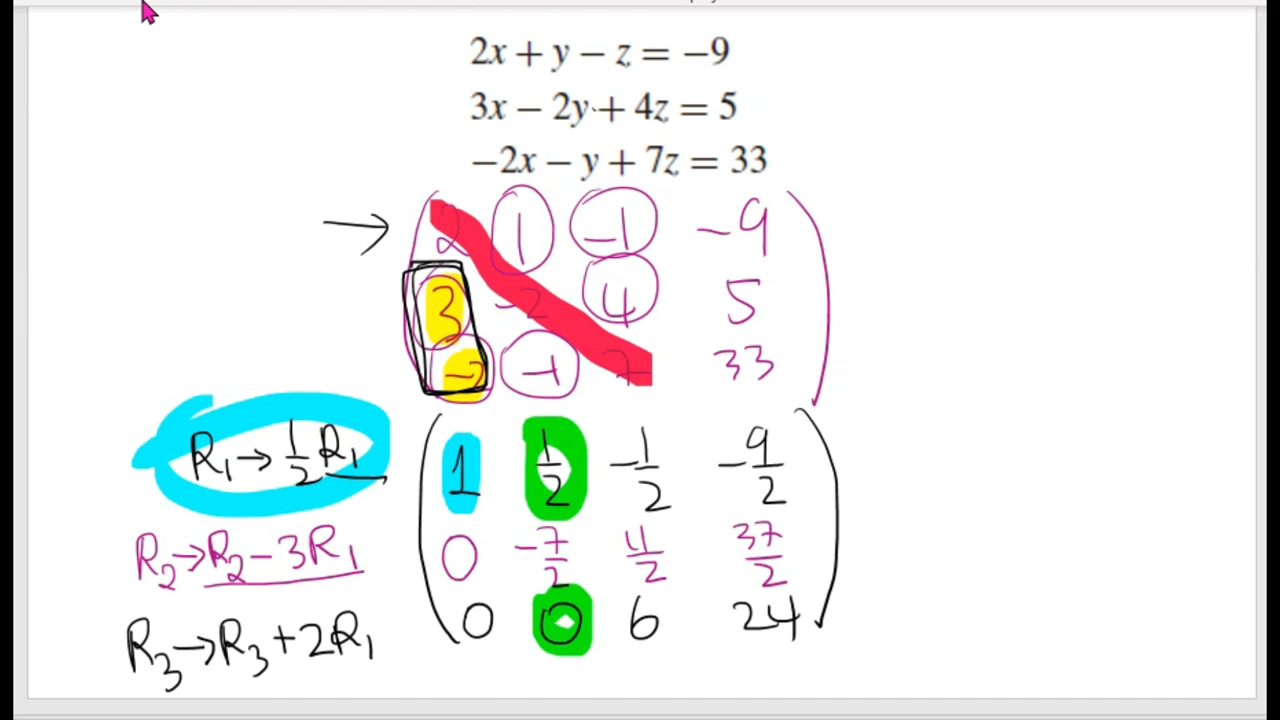 2x + y − z = −9
3x − 2y + 4z = 5
−2x − y + 7z = 33
→ 2 1 −1 −9
3 −2 4 5
−2 −1 7 33
R₁ → 1/2 R₁ 1 1/2 −1/2 −9/2
R₂ → R₂ − 3R₁ 0 −7/2 11/2 37/2
R₃ → R₃ + 2R₁ 0 0 6 24